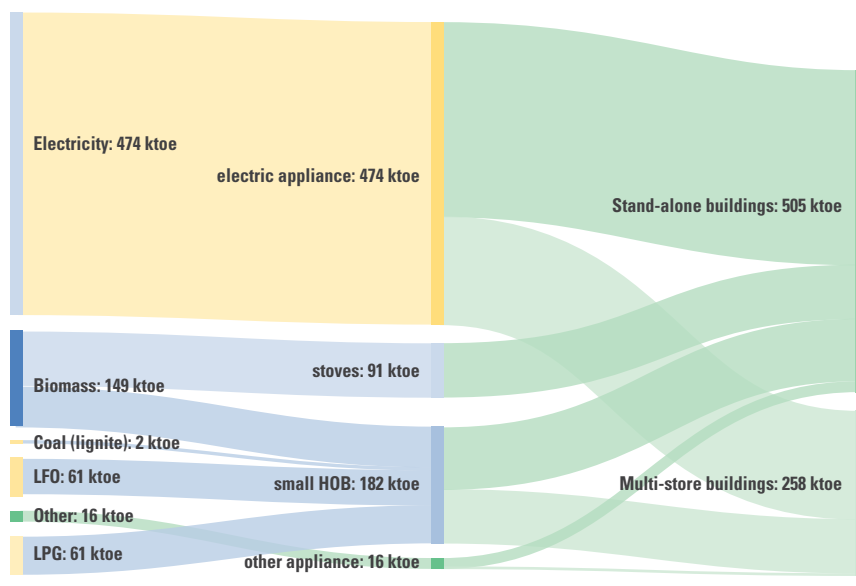 Electricity: 474 ktoe
electric appliance: 474 ktoe
Stand-alone buildings: 505 ktoe
stoves: 91 ktoe
Biomass: 149 ktoe
Coal (lignite): 2 ktoe
LFO: 61 ktoe
small HOB: 182 ktoe
Multi-store buildings: 258 ktoe
Other: 16 ktoe
LPG: 61 ktoe
other appliance: 16 ktoe